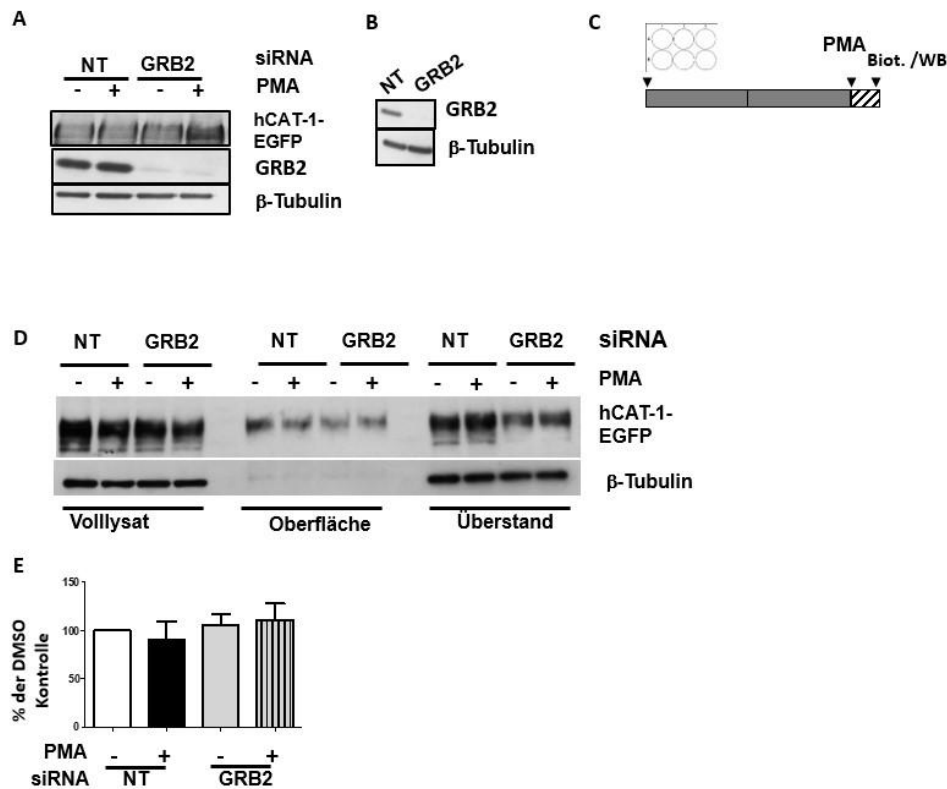 A
NT GRB2 siRNA
- + - + PMA
hCAT-1-
EGFP
GRB2
β-Tubulin
B
NT GRB2
GRB2
β-Tubulin
C
PMA
Biot. /WB
D
NT GRB2 NT GRB2 NT GRB2 siRNA
- + - + - + - + - + - + PMA
hCAT-1-
EGFP
β-Tubulin
Volllysat Oberfläche Überstand
E
% der DMSO
Kontrolle
150
100
50
0
PMA - + - +
siRNA NT GRB2